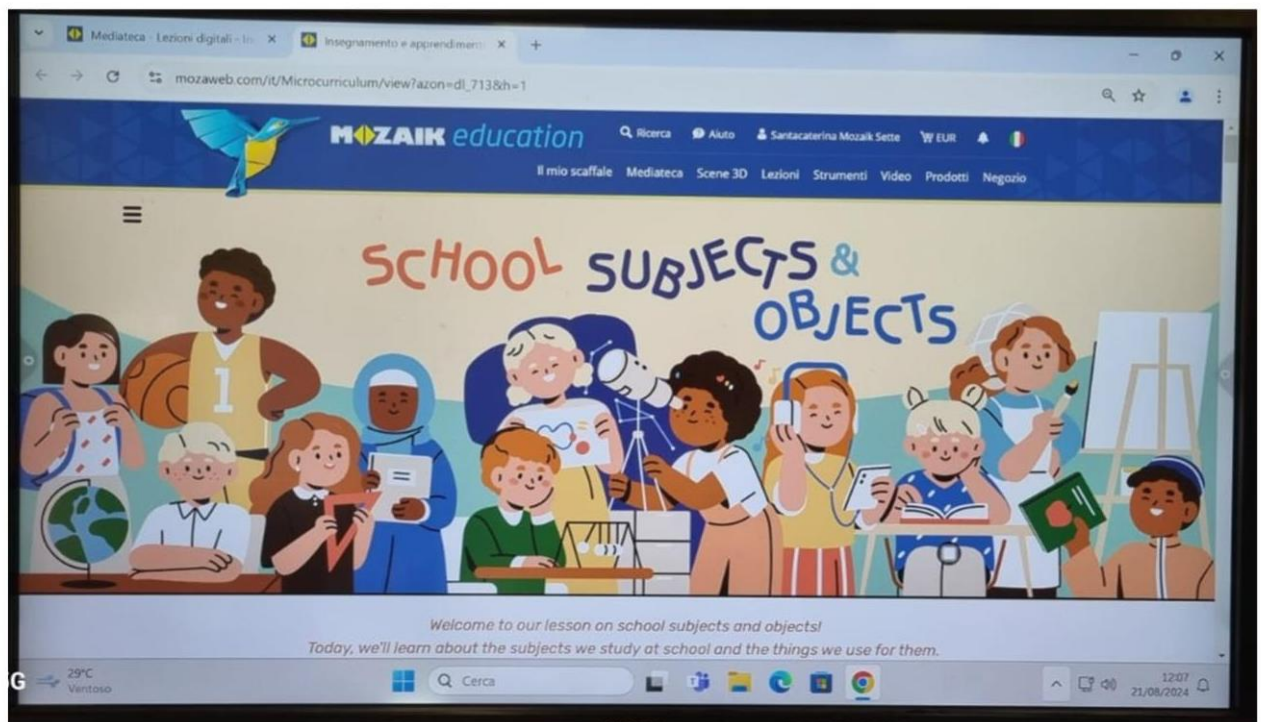 Mediateca - Lezioni digitali - In
Insegnamento e apprendiment
mozaweb.com/it/Microcurriculum/view?azon=dl_713&h=1
MOZAIK education
Ricerca Aiuto Santacaterina Mozaik Sette EUR
Il mio scaffale Mediateca Scene 3D Lezioni Strumenti Video Prodotti Negozio
SCHOOL SUBJECTS &
OBJECTS
1
Welcome to our lesson on school subjects and objects!
Today, we'll learn about the subjects we study at school and the things we use for them.
G
29°C
Ventoso
Cerca
12:07
21/08/2024